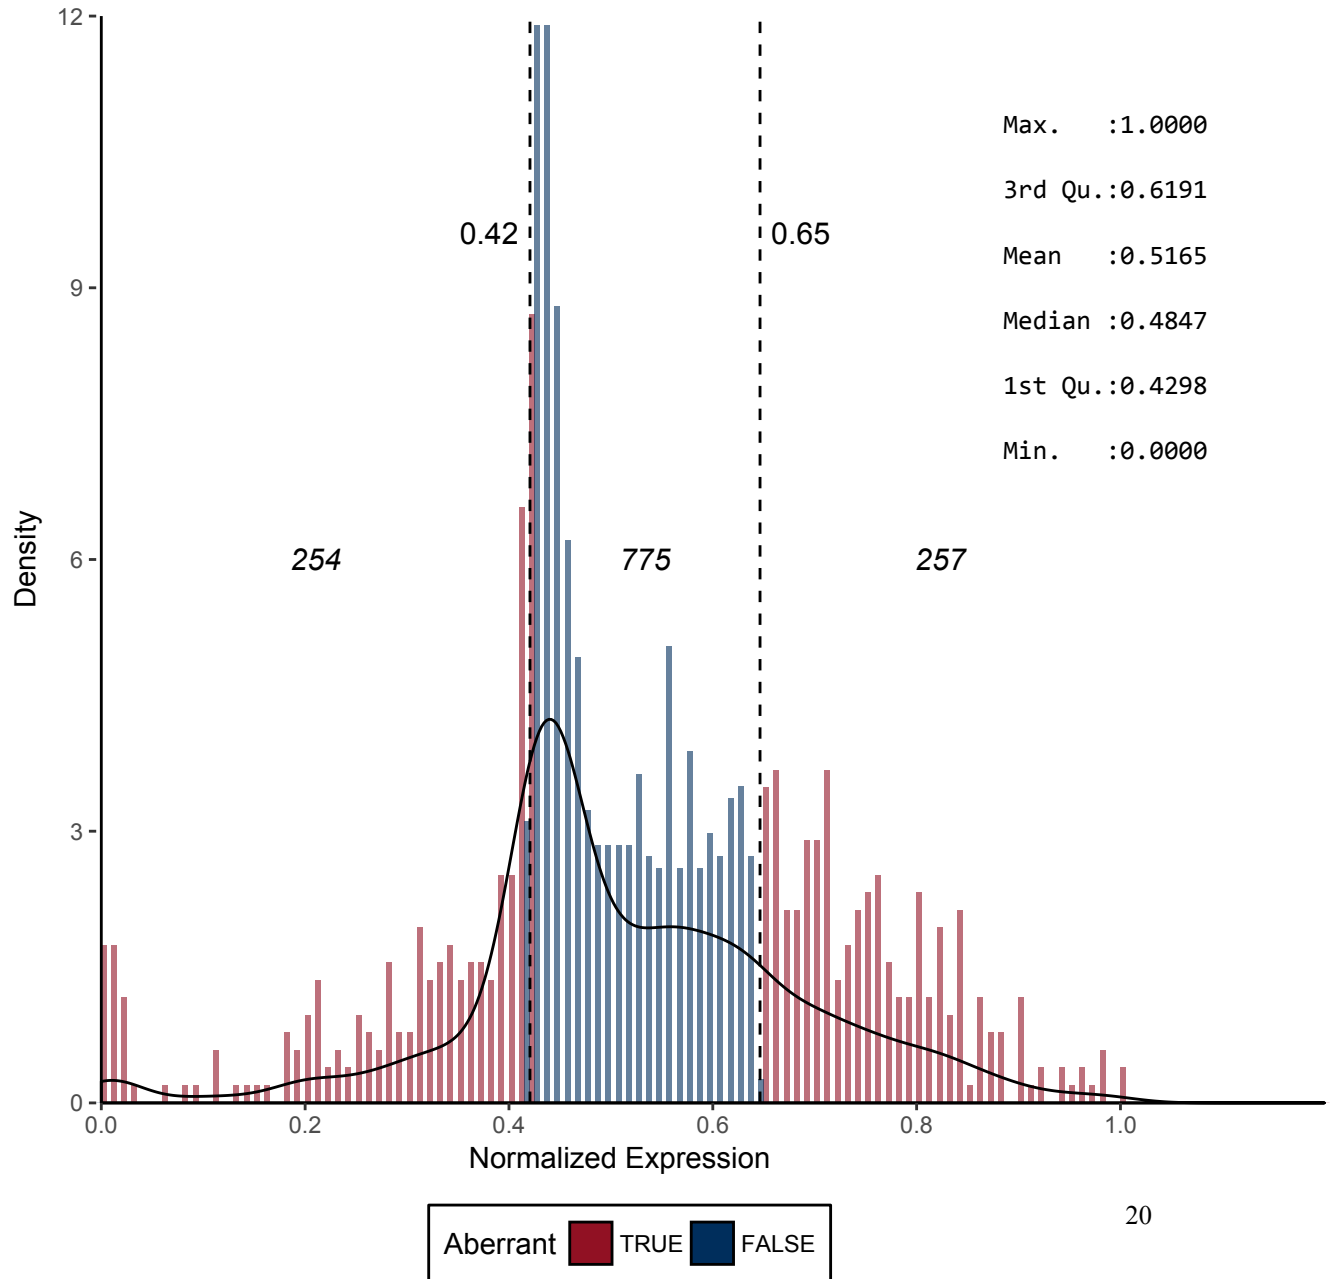 12
Max. :1.0000
3rd Qu.:0.6191
0.42
0.65
Mean :0.5165
9
Median :0.4847
1st Qu.:0.4298
Min. :0.0000
Density
6
254
775
257
3
0
0.0
0.2
0.4
0.6
0.8
1.0
Normalized Expression
20
Aberrant TRUE FALSE